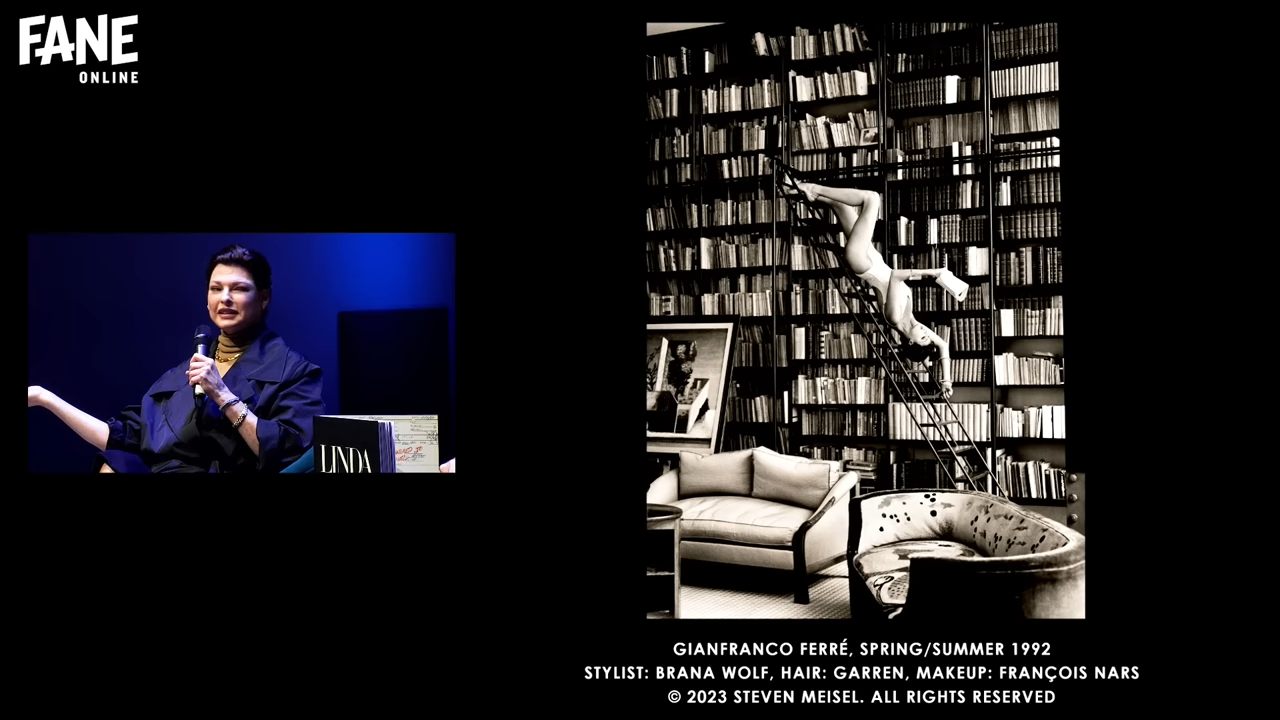 FANE
ONLINE
LINDA
GIANFRANCO FERRÉ, SPRING/SUMMER 1992
STYLIST: BRANA WOLF, HAIR: GARREN, MAKEUP: FRANÇOIS NARS
© 2023 STEVEN MEISEL. ALL RIGHTS RESERVED